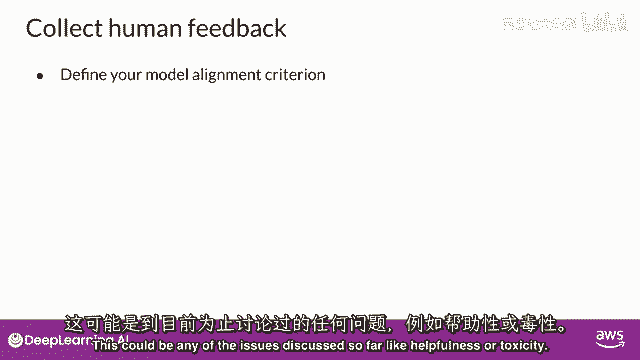 Collect human feedback
• Define your model alignment criterion
这可能是到目前为止讨论过的任何问题，例如帮助性或毒性。
This could be any of the issues discussed so far like helpfulness or toxicity.
DeepLearning.AI
aws